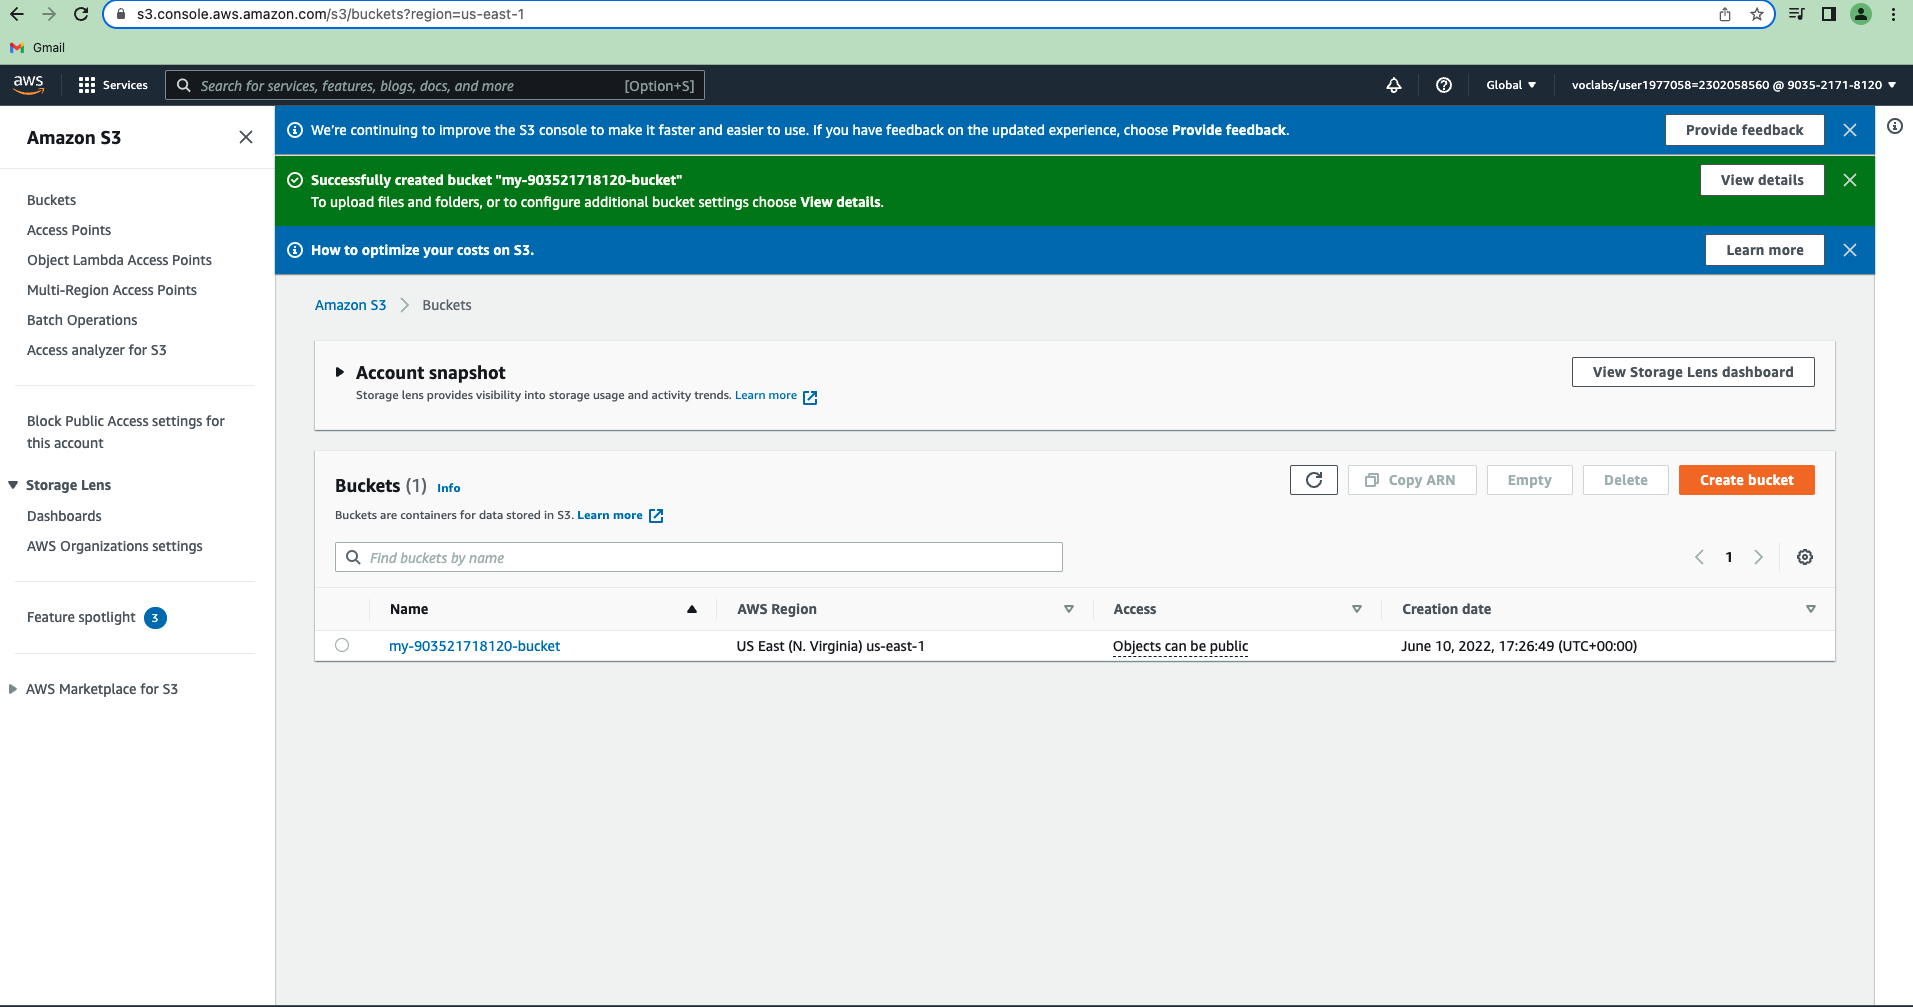 s3.console.aws.amazon.com/s3/buckets?region=us-east-1
Gmail
aws
Services
Search for services, features, blogs, docs, and more
[Option+S]
Global
voclabs/user1977058=2302058560 @ 9035-2171-8120
Amazon S3
We're continuing to improve the S3 console to make it faster and easier to use. If you have feedback on the updated experience, choose Provide feedback.
Provide feedback
Successfully created bucket "my-903521718120-bucket"
To upload files and folders, or to configure additional bucket settings choose View details.
View details
How to optimize your costs on S3.
Learn more
Buckets
Access Points
Object Lambda Access Points
Multi-Region Access Points
Batch Operations
Access analyzer for S3
Block Public Access settings for
this account
Storage Lens
Dashboards
AWS Organizations settings
Feature spotlight 3
AWS Marketplace for S3
Amazon S3 > Buckets
Account snapshot
Storage lens provides visibility into storage usage and activity trends. Learn more
View Storage Lens dashboard
Buckets (1) Info
Buckets are containers for data stored in S3. Learn more
Copy ARN
Empty
Delete
Create bucket
Find buckets by name
1
Name AWS Region Access Creation date
my-903521718120-bucket US East (N. Virginia) us-east-1 Objects can be public June 10, 2022, 17:26:49 (UTC+00:00)